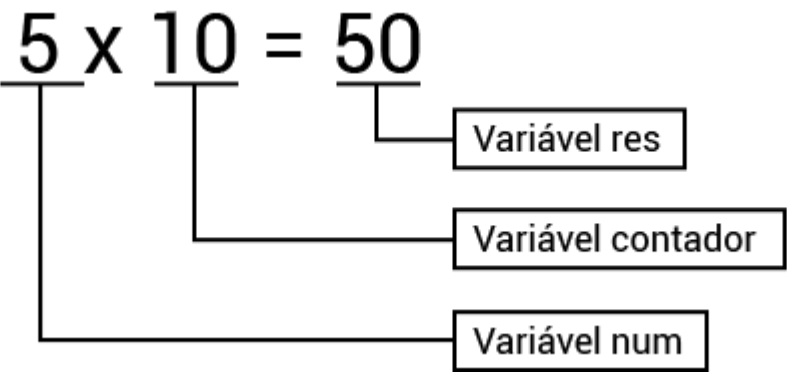 5 x 10 = 50
Variável res
Variável contador
Variável num